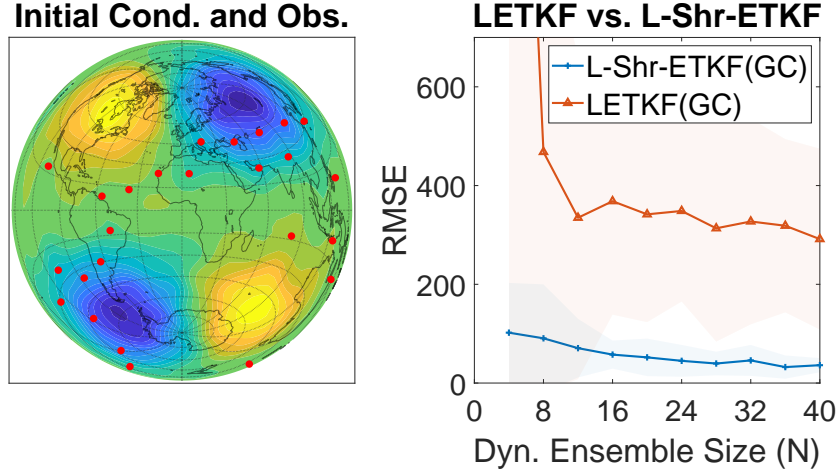 Initial Cond. and Obs.
LETKF vs. L-Shr-ETKF
L-Shr-ETKF(GC)
LETKF(GC)
RMSE
600
400
200
0
0 8 16 24 32 40
Dyn. Ensemble Size (N)